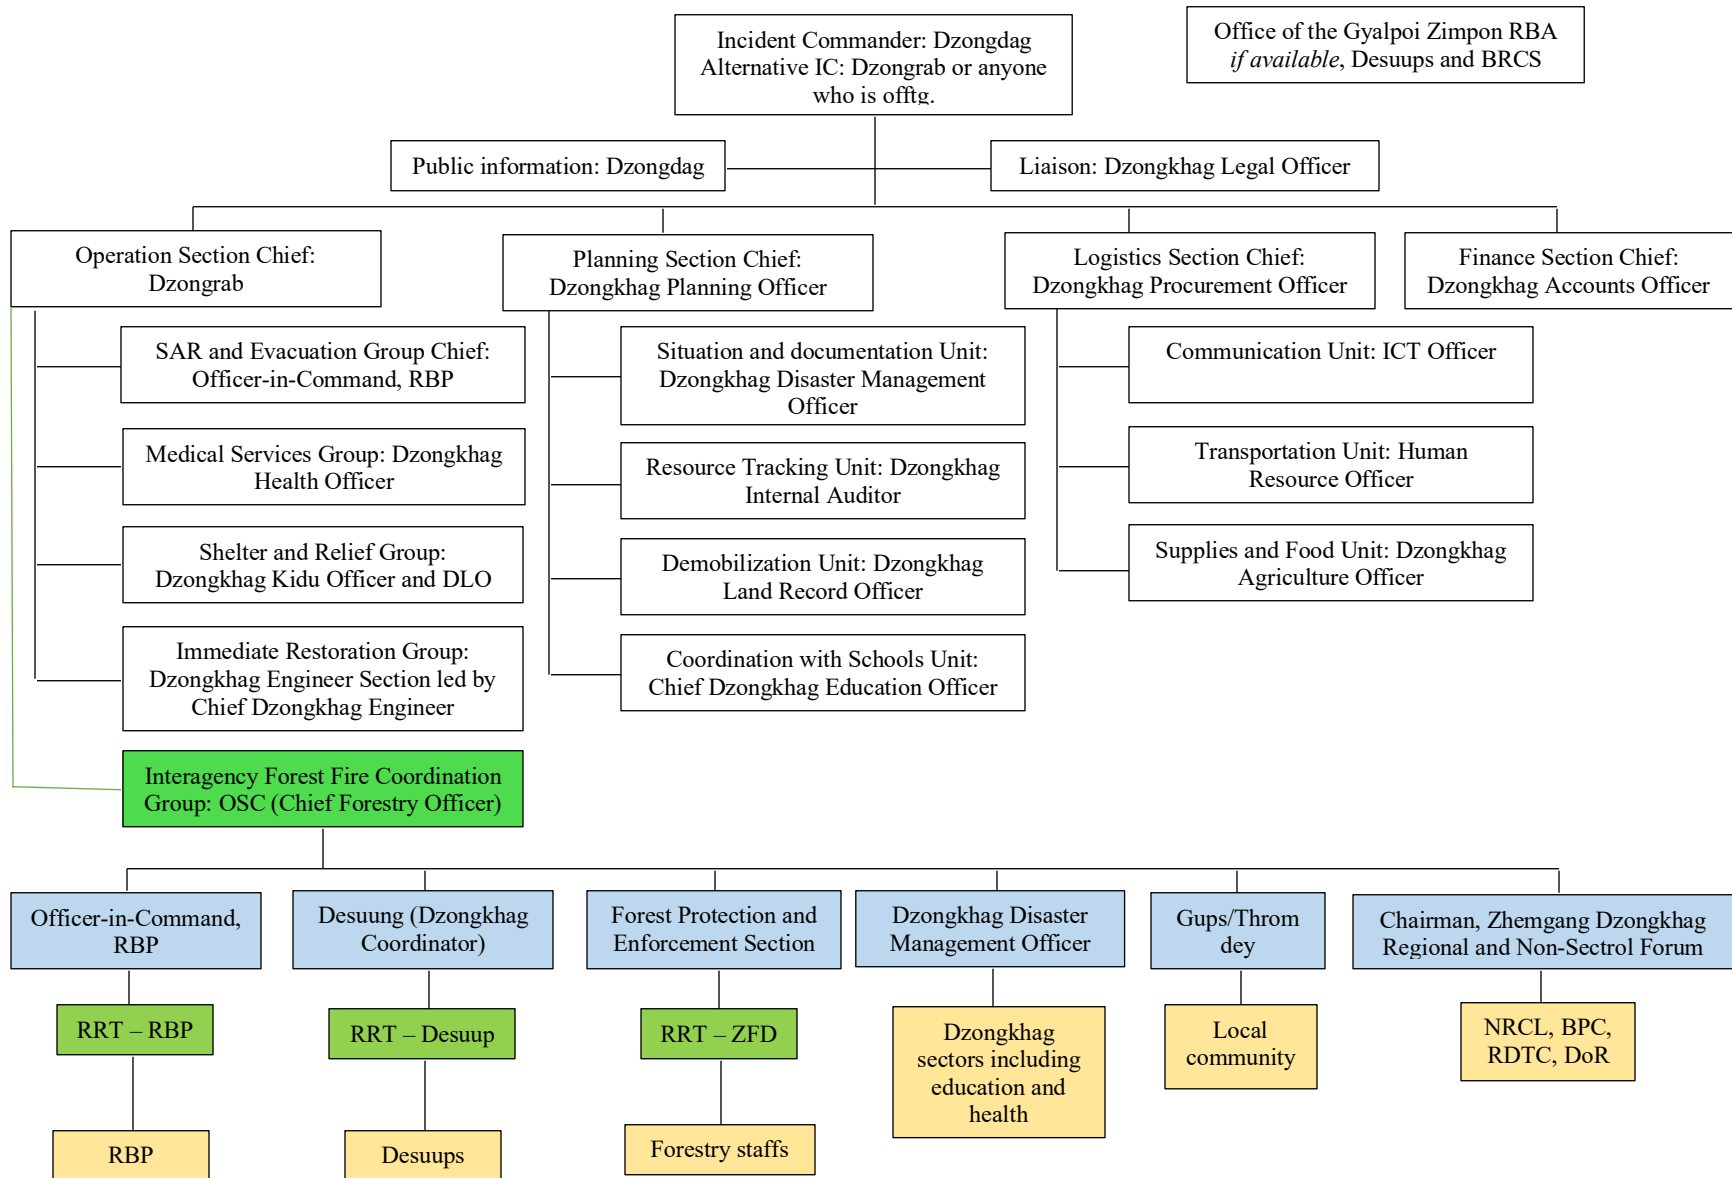 Incident Commander: Dzongdag
Alternative IC: Dzongrab or anyone
who is offtg.
Office of the Gyalpoi Zimpon RBA
if available, Desuups and BRCS
Public information: Dzongdag
Liaison: Dzongkhag Legal Officer
Operation Section Chief:
Dzongrab
Planning Section Chief:
Dzongkhag Planning Officer
Logistics Section Chief:
Dzongkhag Procurement Officer
Finance Section Chief:
Dzongkhag Accounts Officer
SAR and Evacuation Group Chief:
Officer-in-Command, RBP
Medical Services Group: Dzongkhag
Health Officer
Shelter and Relief Group:
Dzongkhag Kidu Officer and DLO
Immediate Restoration Group:
Dzongkhag Engineer Section led by
Chief Dzongkhag Engineer
Situation and documentation Unit:
Dzongkhag Disaster Management
Officer
Resource Tracking Unit: Dzongkhag
Internal Auditor
Demobilization Unit: Dzongkhag
Land Record Officer
Coordination with Schools Unit:
Chief Dzongkhag Education Officer
Communication Unit: ICT Officer
Transportation Unit: Human
Resource Officer
Supplies and Food Unit: Dzongkhag
Agriculture Officer
Interagency Forest Fire Coordination
Group: OSC (Chief Forestry Officer)
Officer-in-Command,
RBP
Desuung (Dzongkhag
Coordinator)
Forest Protection and
Enforcement Section
Dzongkhag Disaster
Management Officer
Gups/Throm
dey
Chairman, Zhemgang Dzongkhag
Regional and Non-Sectrol Forum
RRT – RBP
RRT – Desuup
RRT – ZFD
Dzongkhag
sectors including
education and
health
Local
community
NRCL, BPC,
RDTC, DoR
RBP
Desuups
Forestry staffs